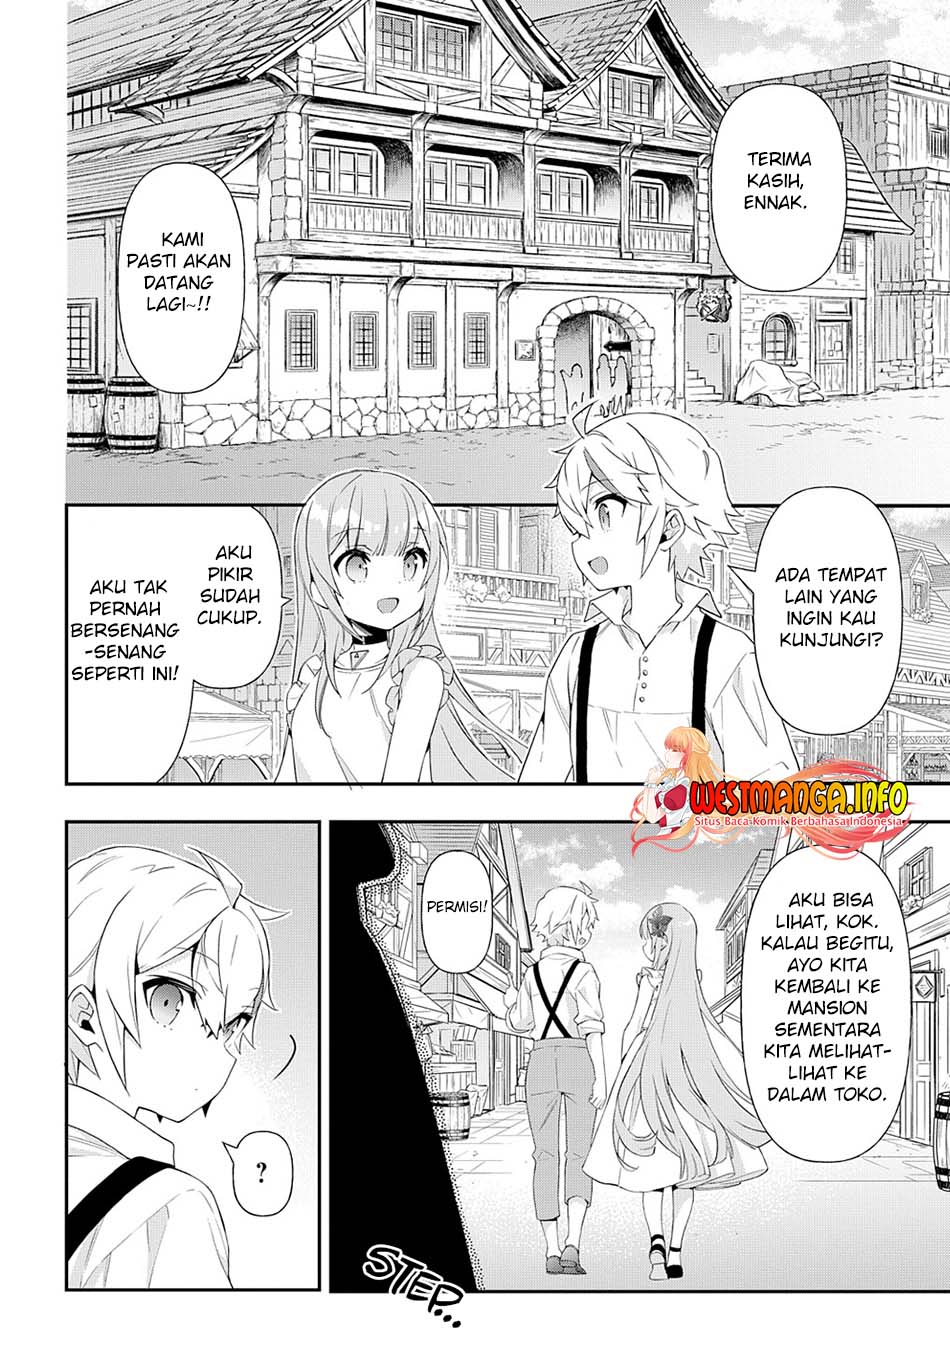 TERIMA
KASIH,
ENNAK.
KAMI
PASTI AKAN
DATANG
LAGI~!!
ADA TEMPAT
LAIN YANG
INGIN KAU
KUNJUNGI?
AKU
PIKIR
SUDAH
CUKUP.
AKU TAK
PERNAH
BERSENANG
-SENANG
SEPERTI INI!
WESTMANGA.INFO
Situs Baca Komik Berbahasa Indonesia
AKU BISA
LIHAT, KOK.
KALAU BEGITU,
AYO KITA
KEMBALI KE
MANSION
SEMENTARA
KITA MELIHAT-
LIHAT KE
DALAM TOKO.
PERMISI!
STEP...
?